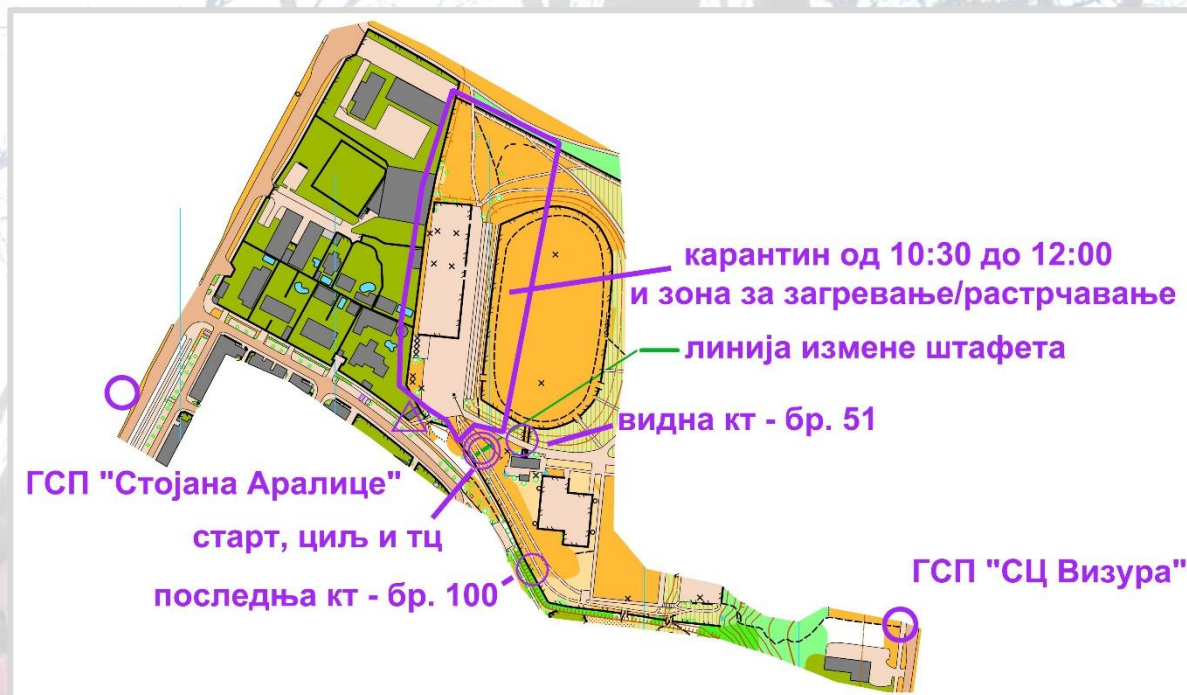 карантин од 10:30 до 12:00
и зона за загревање/растрчавање
линија измене штафета
видна кт - бр. 51
ГСП "Стојана Аралице"
старт, циљ и тц
последња кт - бр. 100
ГСП "СЦ Визура"